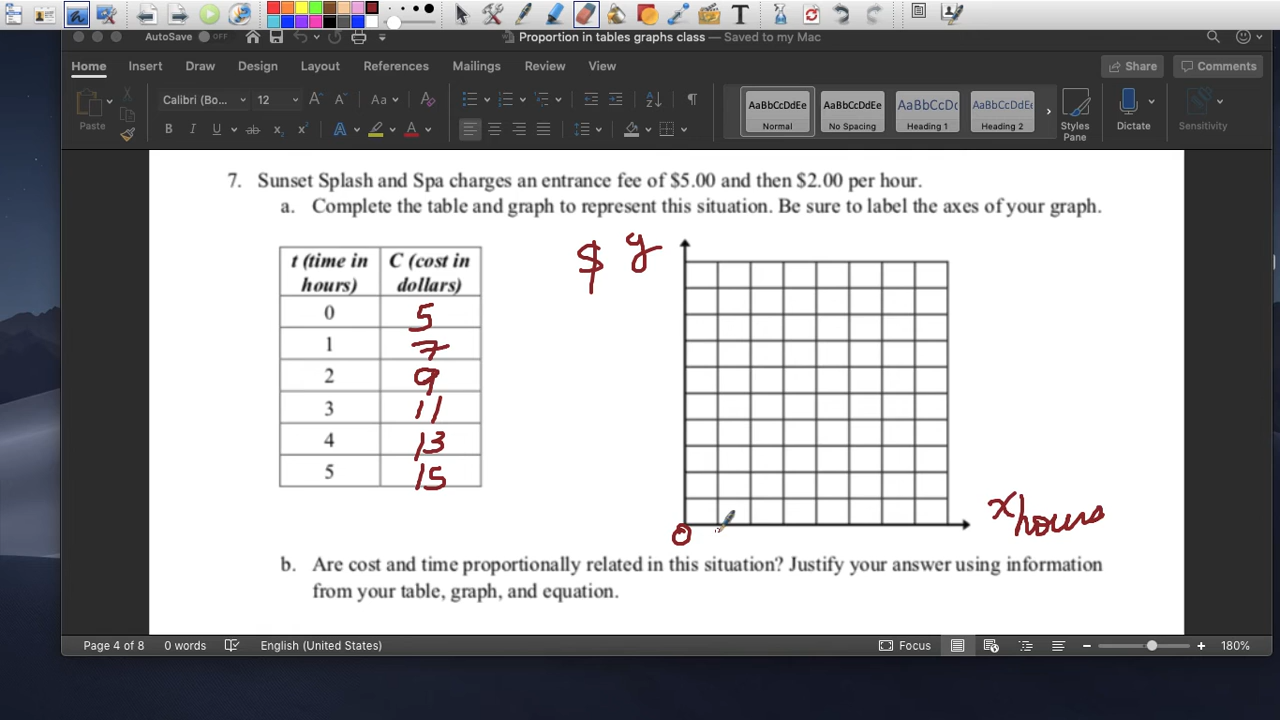 AutoSave OFF
Proportion in tables graphs class — Saved to my Mac
Home Insert Draw Design Layout References Mailings Review View Share Comments
Paste Calibri (Bo... 12 Aa AaBbCcDdEe Normal AaBbCcDdEe No Spacing AaBbCcDc Heading 1 AaBbCcDdEe Heading 2 Styles Pane Dictate Sensitivity
7. Sunset Splash and Spa charges an entrance fee of $5.00 and then $2.00 per hour.
a. Complete the table and graph to represent this situation. Be sure to label the axes of your graph.
t (time in hours) C (cost in dollars)
0 5
1 7
2 9
3 11
4 13
5 15
$ y
x/hours
0
b. Are cost and time proportionally related in this situation? Justify your answer using information
from your table, graph, and equation.
Page 4 of 8 0 words English (United States) Focus 180%